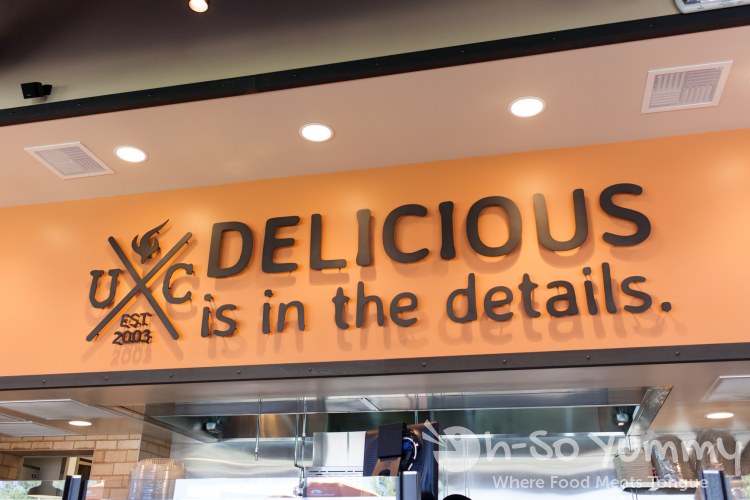 DELICIOUS
is in the details.
U C
EST
2003
Oh-So Yummy
Where Food Meets Tongue